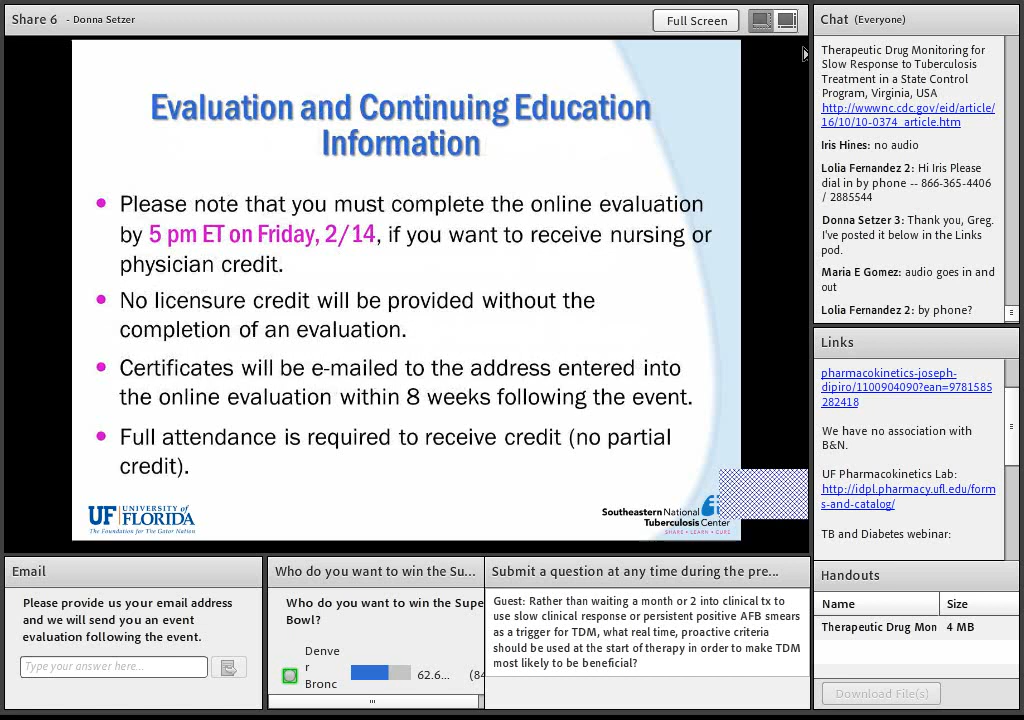 Share 6 - Donna Setzer
Full Screen
Evaluation and Continuing Education
Information
• Please note that you must complete the online evaluation
by 5 pm ET on Friday, 2/14, if you want to receive nursing or
physician credit.
• No licensure credit will be provided without the
completion of an evaluation.
• Certificates will be e-mailed to the address entered into
the online evaluation within 8 weeks following the event.
• Full attendance is required to receive credit (no partial
credit).
UF UNIVERSITY of
FLORIDA
The Foundation for The Gator Nation
Southeastern National
Tuberculosis Center
SHARE • LEARN • CURE
Chat (Everyone)
Therapeutic Drug Monitoring for
Slow Response to Tuberculosis
Treatment in a State Control
Program, Virginia, USA
http://wwwnc.cdc.gov/eid/article/
16/10/10-0374_article.htm
Iris Hines: no audio
Lolia Fernandez 2: Hi Iris Please
dial in by phone -- 866-365-4406
/ 2885544
Donna Setzer 3: Thank you, Greg.
I've posted it below in the Links
pod.
Maria E Gomez: audio goes in and
out
Lolia Fernandez 2: by phone?
Links
pharmacokinetics-joseph-
dipiro/1100904090?ean=9781585
282418
We have no association with
B&N.
UF Pharmacokinetics Lab:
http://idpl.pharmacy.ufl.edu/form
s-and-catalog/
TB and Diabetes webinar:
Handouts
Name Size
Therapeutic Drug Mon 4 MB
Download File(s)
Email
Please provide us your email address
and we will send you an event
evaluation following the event.
Type your answer here...
Who do you want to win the Su...
Who do you want to win the Supe
Bowl?
Denve
r
Bronc
62.6... (84
Submit a question at any time during the pre...
Guest: Rather than waiting a month or 2 into clinical tx to
use slow clinical response or persistent positive AFB smears
as a trigger for TDM, what real time, proactive criteria
should be used at the start of therapy in order to make TDM
most likely to be beneficial?